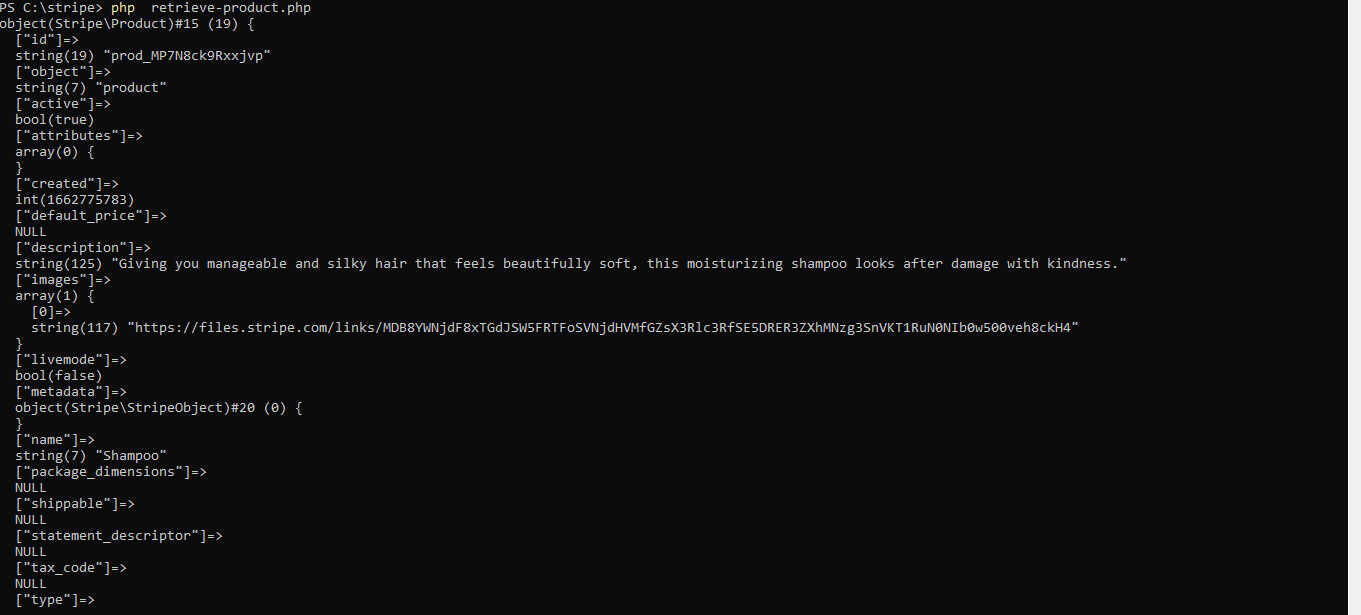 PS C:\stripe> php  retrieve-product.php
object(Stripe\Product)#15 (19) {
  ["id"]=>
  string(19) "prod_MP7N8ck9Rxxjvp"
  ["object"]=>
  string(7) "product"
  ["active"]=>
  bool(true)
  ["attributes"]=>
  array(0) {
  }
  ["created"]=>
  int(1662775783)
  ["default_price"]=>
  NULL
  ["description"]=>
  string(125) "Giving you manageable and silky hair that feels beautifully soft, this moisturizing shampoo looks after damage with kindness."
  ["images"]=>
  array(1) {
    [0]=>
    string(117) "https://files.stripe.com/links/MDB8YWNjdF8xTGdJSW5FRTFoSVNjdHVMfGZsX3Rlc3RfSE5DRER3ZXhMNzg3SnVKT1RuN0NIb0w500veh8ckH4"
  }
  ["livemode"]=>
  bool(false)
  ["metadata"]=>
  object(Stripe\StripeObject)#20 (0) {
  }
  ["name"]=>
  string(7) "Shampoo"
  ["package_dimensions"]=>
  NULL
  ["shippable"]=>
  NULL
  ["statement_descriptor"]=>
  NULL
  ["tax_code"]=>
  NULL
  ["type"]=>